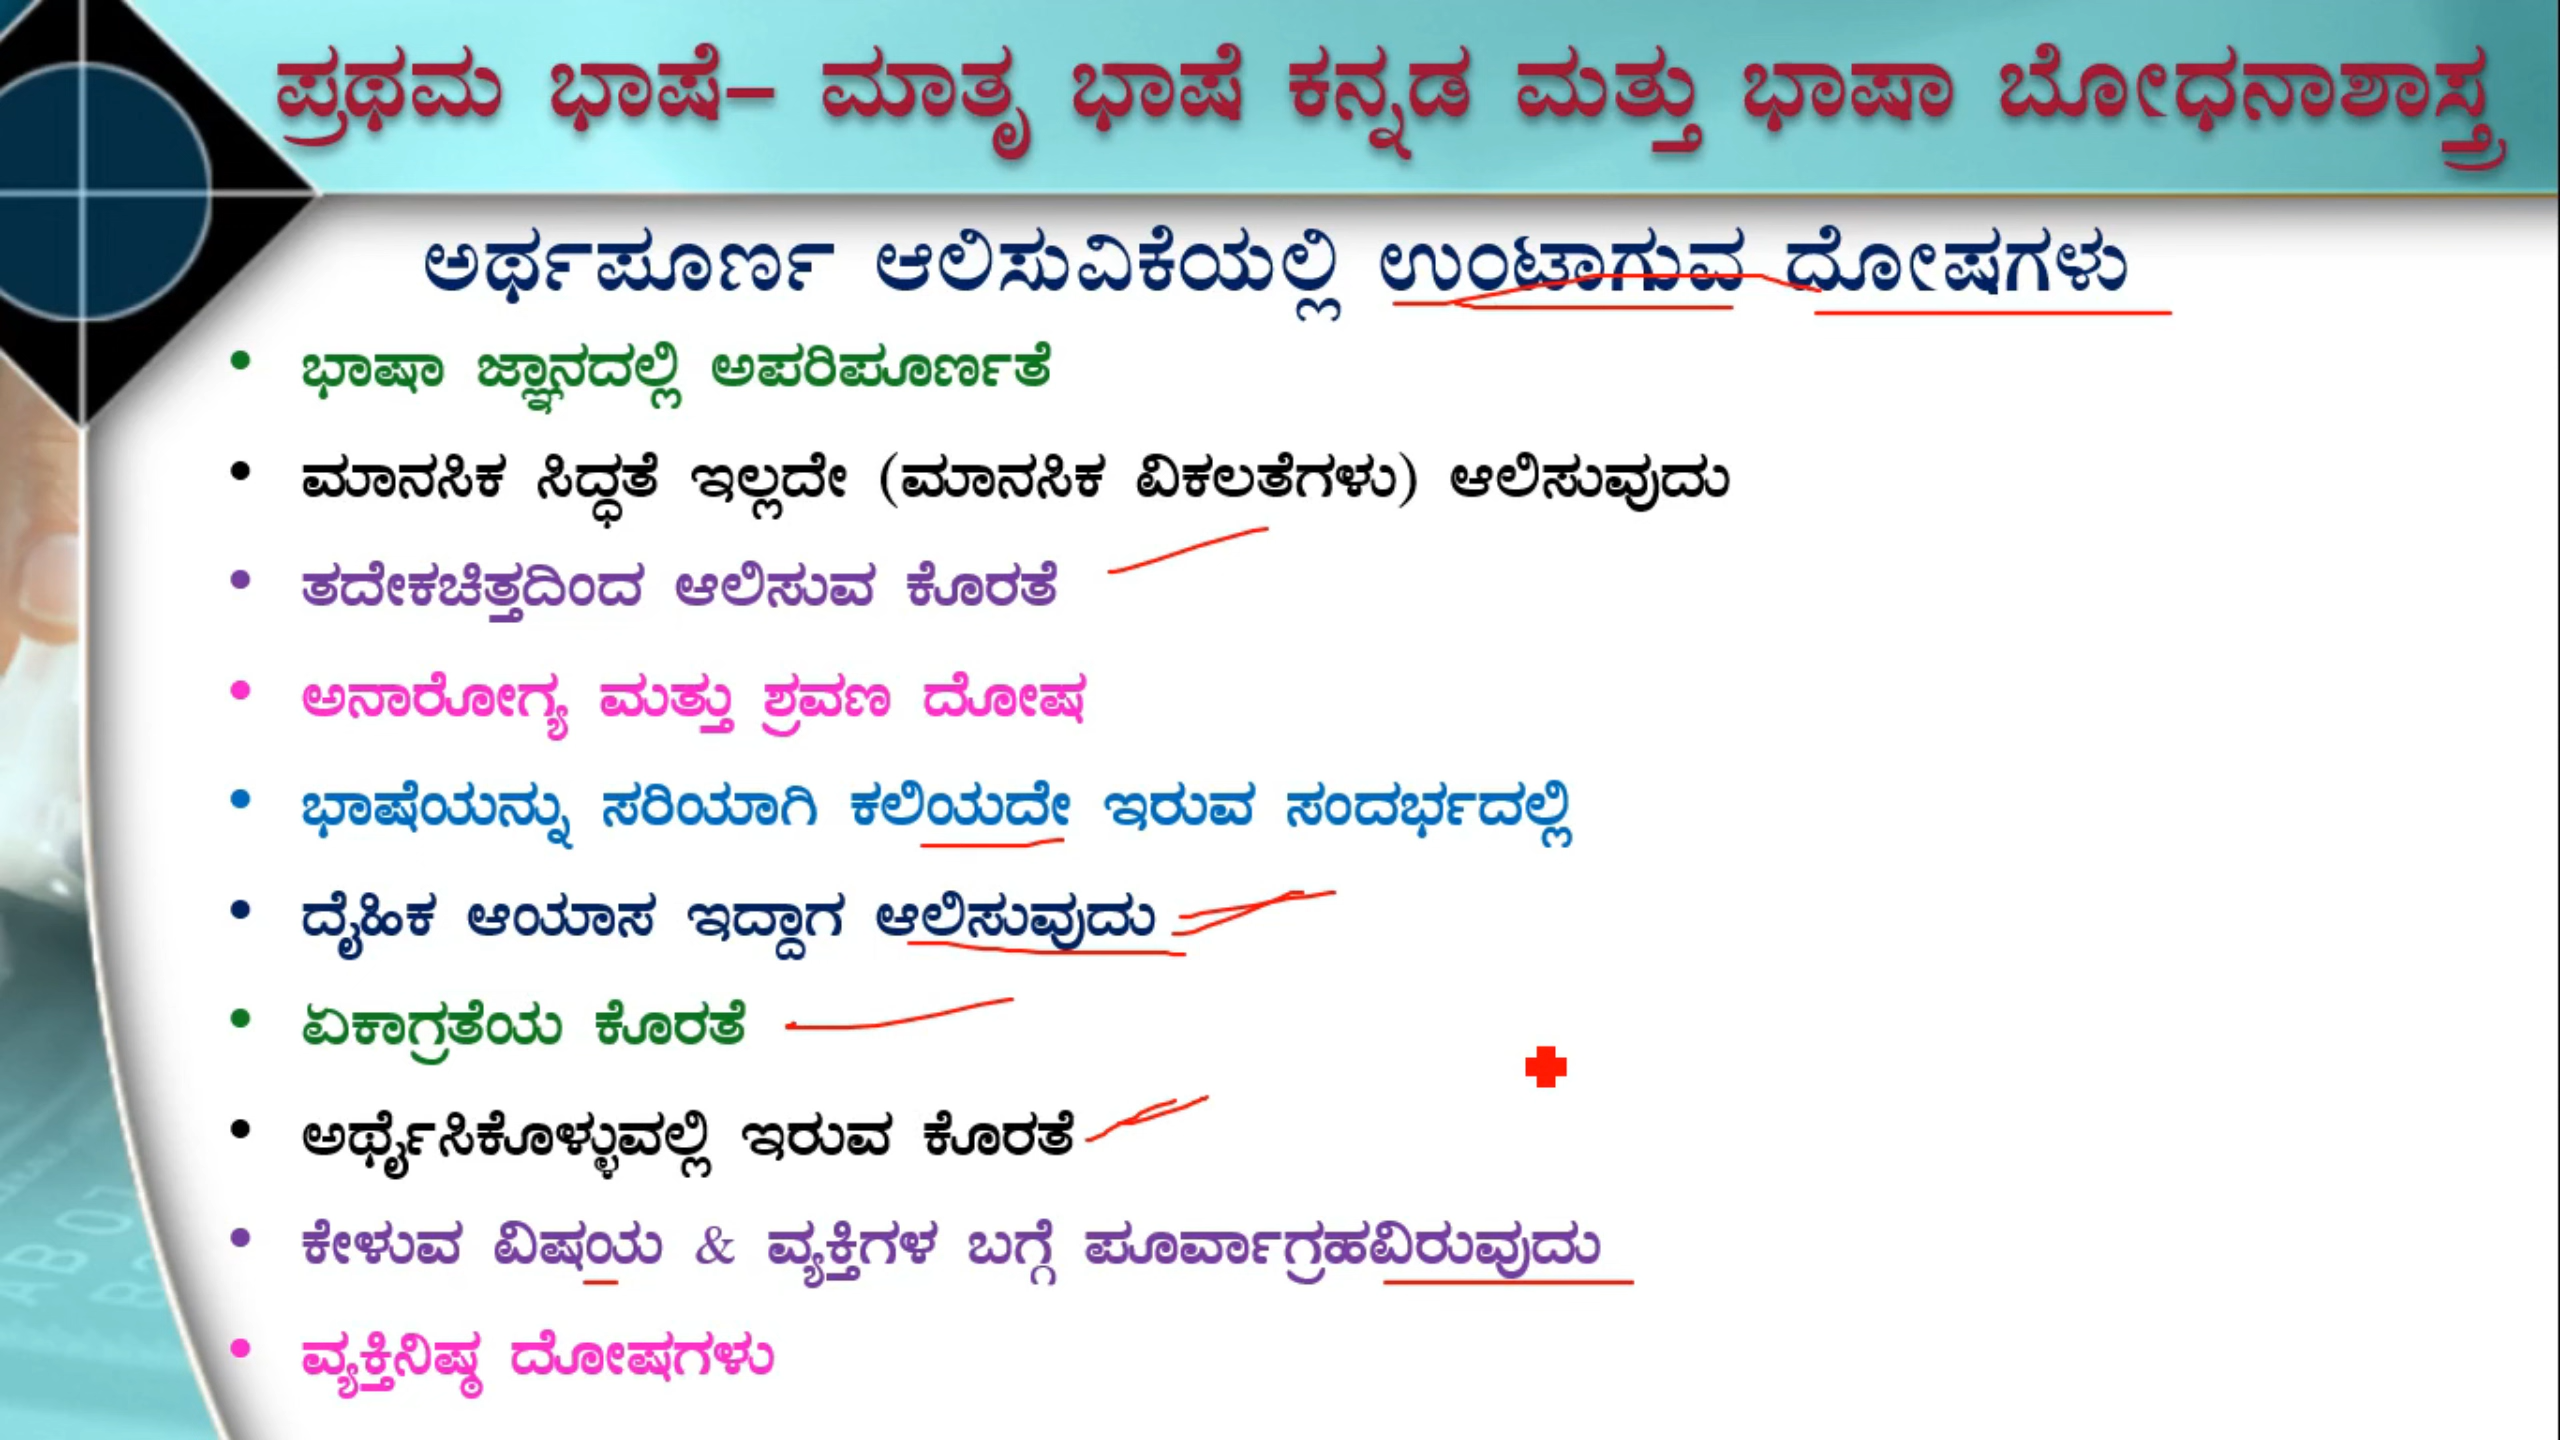 ಪ್ರಥಮ ಭಾಷೆ– ಮಾತೃ ಭಾಷೆ ಕನ್ನಡ ಮತ್ತು ಭಾಷಾ ಬೋಧನಾಶಾಸ್ತ್ರ
ಅರ್ಥಪೂರ್ಣ ಆಲಿಸುವಿಕೆಯಲ್ಲಿ ಉಂಟಾಗುವ ದೋಷಗಳು
• ಭಾಷಾ ಜ್ಞಾನದಲ್ಲಿ ಅಪರಿಪೂರ್ಣತೆ
• ಮಾನಸಿಕ ಸಿದ್ಧತೆ ಇಲ್ಲದೇ (ಮಾನಸಿಕ ವಿಕಲತೆಗಳು) ಆಲಿಸುವುದು
• ತದೇಕಚಿತ್ತದಿಂದ ಆಲಿಸುವ ಕೊರತೆ
• ಅನಾರೋಗ್ಯ ಮತ್ತು ಶ್ರವಣ ದೋಷ
• ಭಾಷೆಯನ್ನು ಸರಿಯಾಗಿ ಕಲಿಯದೇ ಇರುವ ಸಂದರ್ಭದಲ್ಲಿ
• ದೈಹಿಕ ಆಯಾಸ ಇದ್ದಾಗ ಆಲಿಸುವುದು
• ಏಕಾಗ್ರತೆಯ ಕೊರತೆ
• ಅರ್ಥೈಸಿಕೊಳ್ಳುವಲ್ಲಿ ಇರುವ ಕೊರತೆ
• ಕೇಳುವ ವಿಷಯ & ವ್ಯಕ್ತಿಗಳ ಬಗ್ಗೆ ಪೂರ್ವಾಗ್ರಹವಿರುವುದು
• ವ್ಯಕ್ತಿನಿಷ್ಠ ದೋಷಗಳು